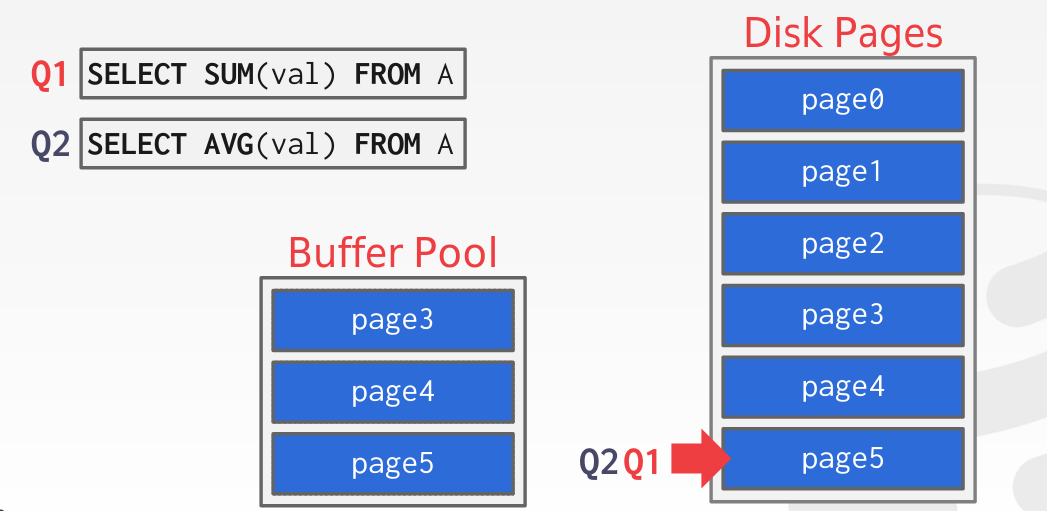 Q1 SELECT SUM(val) FROM A
Q2 SELECT AVG(val) FROM A
Buffer Pool
page3
page4
page5
Disk Pages
page0
page1
page2
page3
page4
Q2 Q1 page5